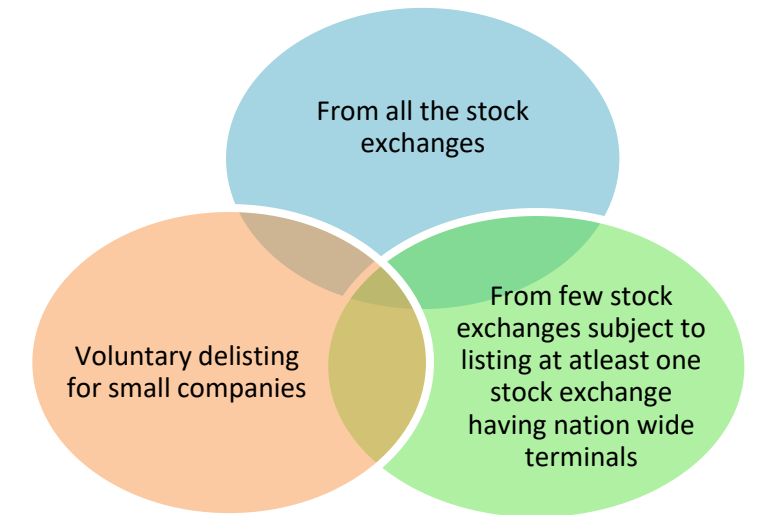 From all the stock
exchanges
Voluntary delisting
for small companies
From few stock
exchanges subject to
listing at atleast one
stock exchange
having nation wide
terminals